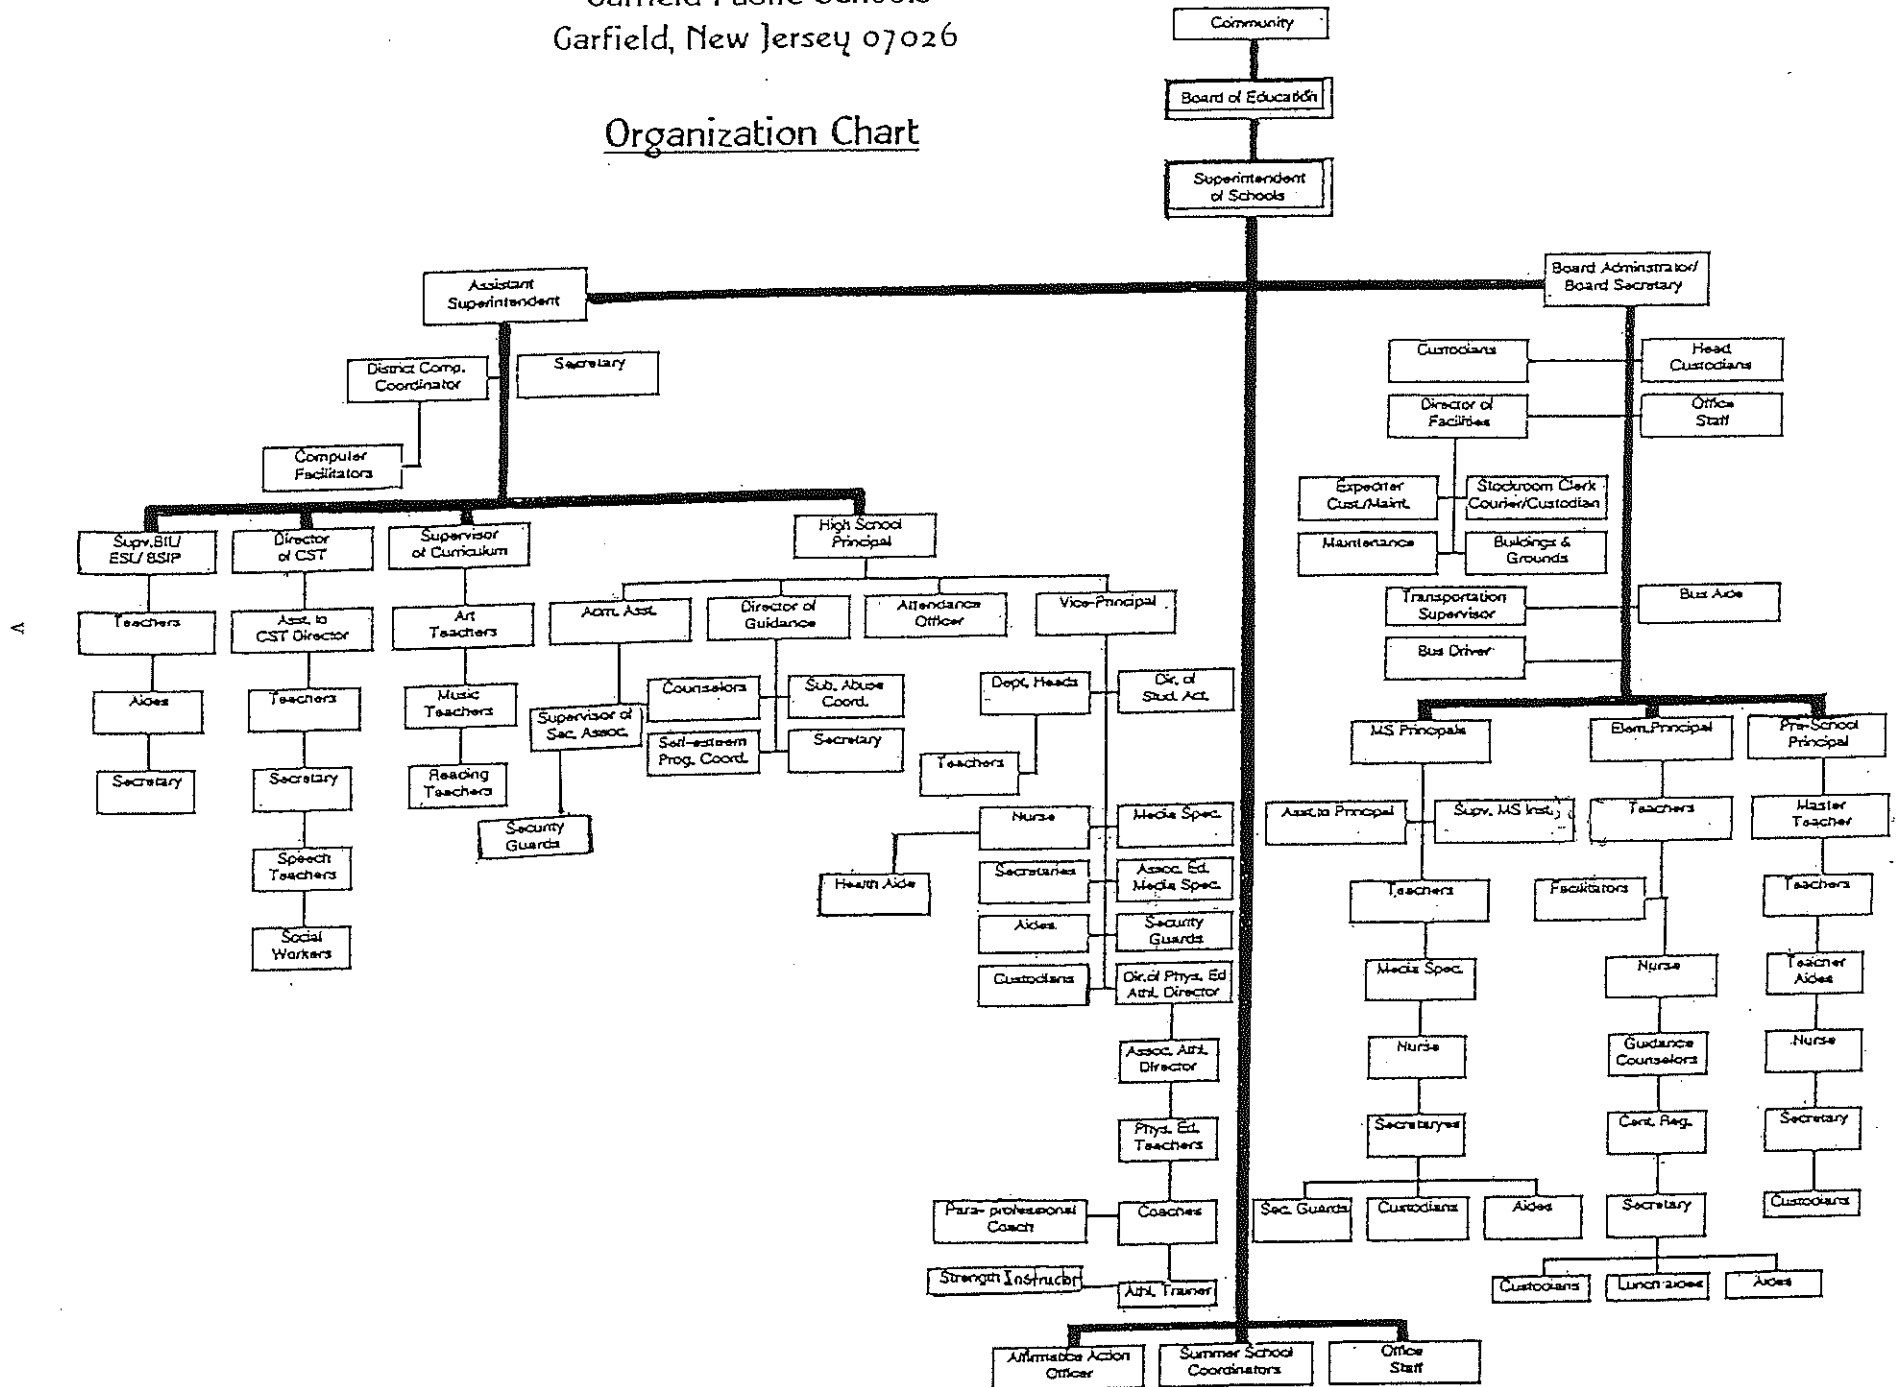 Garfield Public Schools
Garfield, New Jersey 07026
Organization Chart
Community
Board of Education
Superintendent
of Schools
Assistant
Superintendent
Board Adminstrator/
Board Secretary
District Comp.
Coordinator
Secretary
Computer
Facilitators
Custodians
Head
Custodians
Director of
Facilities
Office
Staff
Expediter
Cust./Maint.
Stockroom Clerk
Courier/Custodian
Maintenance
Buildings &
Grounds
Transportation
Supervisor
Bus Aide
Bus Driver
Supv. BIL/
ESL/ BSIP
Director
of CST
Supervisor
of Curriculum
High School
Principal
Teachers
Asst. to
CST Director
Art
Teachers
Adm. Asst.
Director of
Guidance
Attendance
Officer
Vice-Principal
Aides
Teachers
Music
Teachers
Supervisor of
Sec. Assoc.
Counselors
Sub. Abuse
Coord.
Dept. Heads
Dir. of
Stud. Act.
Self-esteem
Prog. Coord.
Secretary
Teachers
Secretary
Secretary
Reading
Teachers
Security
Guards
Speech
Teachers
Social
Workers
Nurse
Media Spec.
Health Aide
Secretaries
Assoc. Ed.
Media Spec.
Aides
Security
Guards
Custodians
Dir. of Phys. Ed
Athl. Director
Assoc. Athl.
Director
Phys. Ed.
Teachers
Para- professional
Coach
Coaches
Strength Instructor
Athl. Trainer
MS Principals
Elem. Principal
Pre-School
Principal
Asst. to Principal
Supv. MS Inst.
Teachers
Master
Teacher
Teachers
Facilitators
Teachers
Media Spec.
Nurse
Teacher
Aides
Nurse
Guidance
Counselors
Nurse
Secretaryes
Cent. Reg.
Secretary
Sec. Guards
Custodians
Aides
Secretary
Custodians
Custodians
Lunch aides
Aides
Affirmative Action
Officer
Summer School
Coordinators
Office
Staff
V